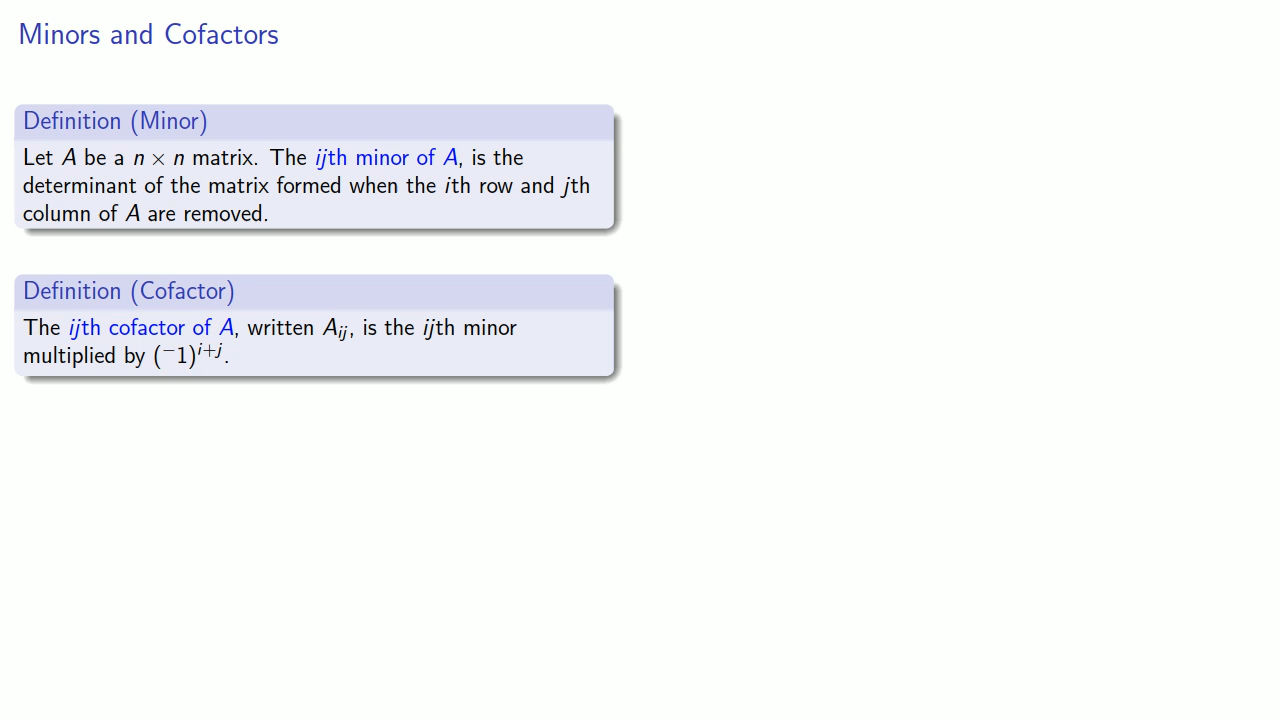 Minors and Cofactors
Definition (Minor)
Let A be a n × n matrix. The ijth minor of A, is the
determinant of the matrix formed when the ith row and jth
column of A are removed.
Definition (Cofactor)
The ijth cofactor of A, written A_{ij}, is the ijth minor
multiplied by (⁻1)^{i+j}.